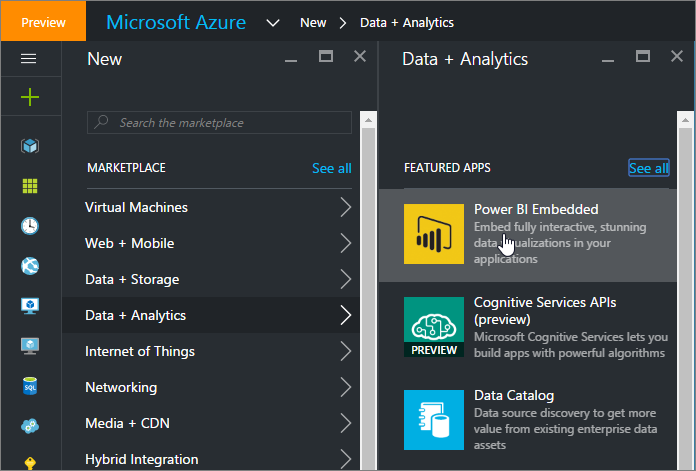 Preview
Microsoft Azure
New
Data + Analytics
New
Search the marketplace
MARKETPLACE
See all
Virtual Machines
Web + Mobile
Data + Storage
Data + Analytics
Internet of Things
Networking
Media + CDN
Hybrid Integration
Data + Analytics
FEATURED APPS
See all
Power BI Embedded
Embed fully interactive, stunning
data visualizations in your
applications
PREVIEW
Cognitive Services APIs
(preview)
Microsoft Cognitive Services lets you
build apps with powerful algorithms
Data Catalog
Data source discovery to get more
value from existing enterprise data
assets
SQL